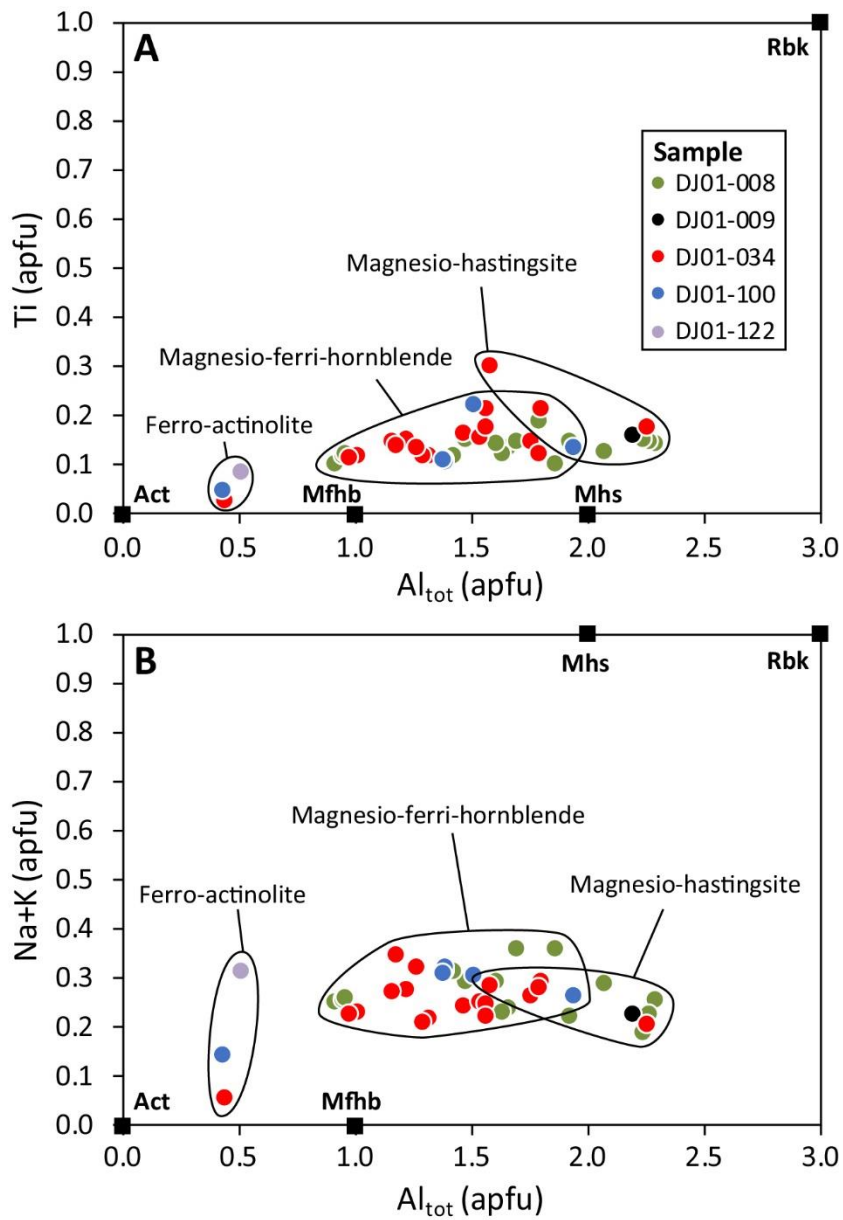 A
1.0
Rbk
0.9
0.8
Sample
DJ01-008
0.7
DJ01-009
0.6
DJ01-034
Ti (apfu)
0.5
Magnesio-hastingsite
DJ01-100
0.4
DJ01-122
Magnesio-ferri-hornblende
0.3
Ferro-actinolite
0.2
0.1
Act
Mfhb
Mhs
0.0
0.0 0.5 1.0 1.5 2.0 2.5 3.0
Altot (apfu)
B
1.0
Mhs
Rbk
0.9
0.8
0.7
Magnesio-ferri-hornblende
0.6
Na+K (apfu)
0.5
Magnesio-hastingsite
Ferro-actinolite
0.4
0.3
0.2
0.1
Act
Mfhb
0.0
0.0 0.5 1.0 1.5 2.0 2.5 3.0
Altot (apfu)